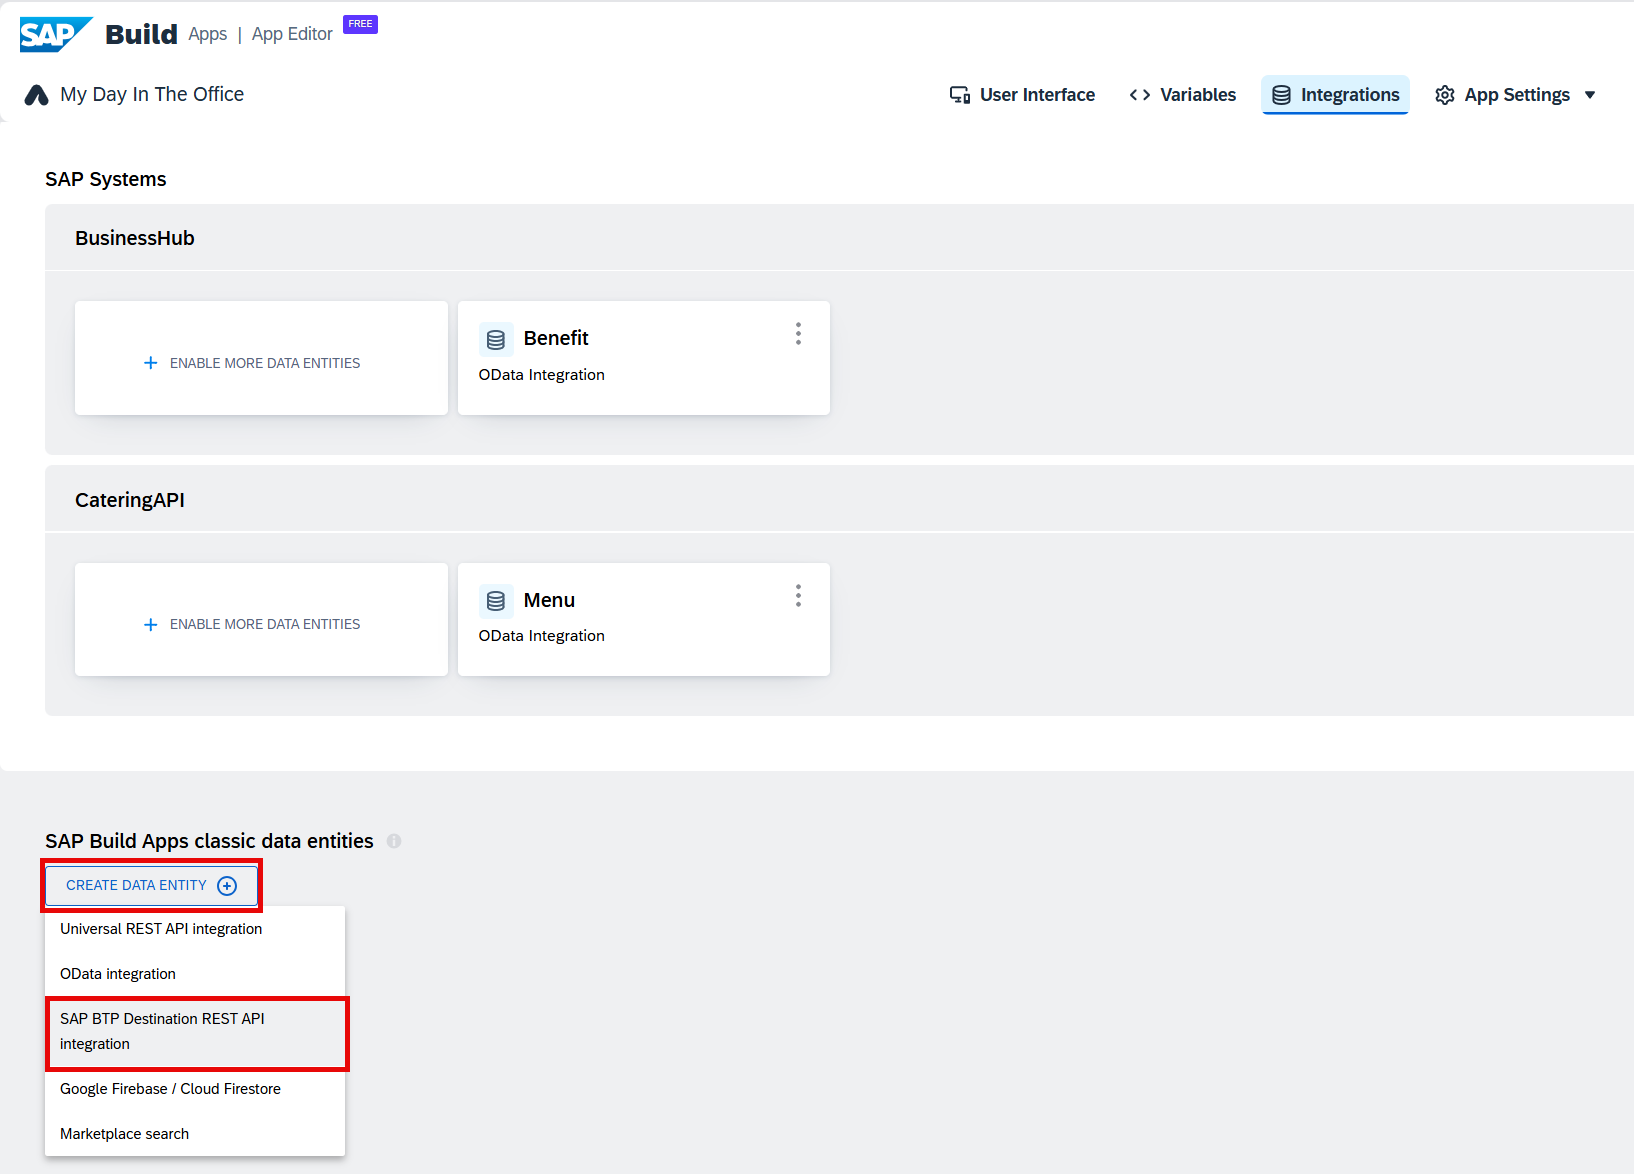 SAP Build Apps | App Editor FREE
My Day In The Office
User Interface
Variables
Integrations
App Settings
SAP Systems
BusinessHub
ENABLE MORE DATA ENTITIES
Benefit
OData Integration
CateringAPI
ENABLE MORE DATA ENTITIES
Menu
OData Integration
SAP Build Apps classic data entities
CREATE DATA ENTITY
Universal REST API integration
OData integration
SAP BTP Destination REST API
integration
Google Firebase / Cloud Firestore
Marketplace search